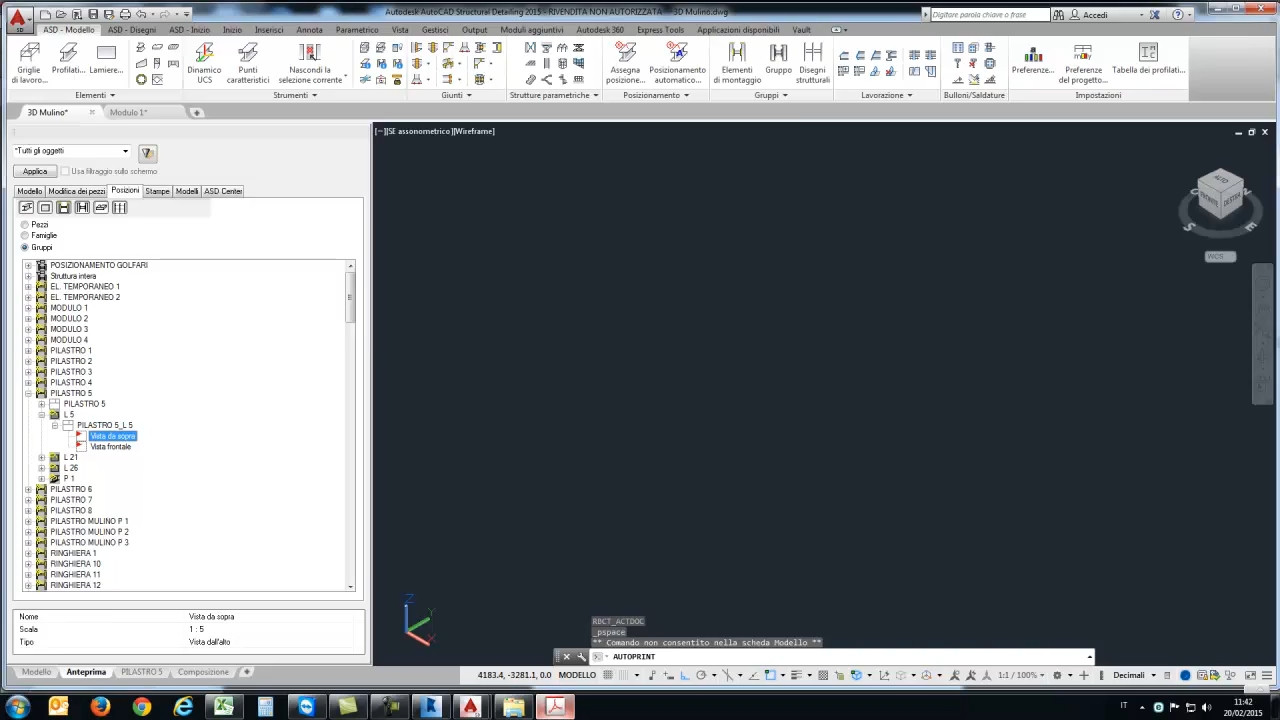 Autodesk AutoCAD Structural Detailing 2015 - RIVENDITA NON AUTORIZZATA 3D Mulino.dwg
Digitare parola chiave o frase
Accedi
ASD - Modello ASD - Disegni ASD - Inizio Inizio Inserisci Annota Parametrico Vista Gestisci Output Moduli aggiuntivi Autodesk 360 Express Tools Applicazioni disponibili Vault
Griglie di lavoro... Profilati... Lamiere... Dinamico UCS Punti caratteristici Nascondi la selezione corrente Assegna posizione... Posizionamento automatico... Elementi di montaggio Gruppo Disegni strutturali Preferenze... Preferenze del progetto... Tabella dei profilati...
Elementi Strumenti Giunti Strutture parametriche Posizionamento Gruppi Lavorazione Bulloni/Saldature Impostazioni
3D Mulino* Modulo 1*
*Tutti gli oggetti
[−][SE assonometrico][Wireframe]
Applica Usa filtraggio sullo schermo
Modello Modifica dei pezzi Posizioni Stampe Modelli ASD Center
ALTO
DESTRO
S E
WCS
Pezzi
Famiglie
Gruppi
POSIZIONAMENTO GOLFARI
Struttura intera
EL. TEMPORANEO 1
EL. TEMPORANEO 2
MODULO 1
MODULO 2
MODULO 3
MODULO 4
PILASTRO 1
PILASTRO 2
PILASTRO 3
PILASTRO 4
PILASTRO 5
PILASTRO 5
L 5
PILASTRO 5_L 5
Vista da sopra
Vista frontale
L 21
L 26
P 1
PILASTRO 6
PILASTRO 7
PILASTRO 8
PILASTRO MULINO P 1
PILASTRO MULINO P 2
PILASTRO MULINO P 3
RINGHIERA 1
RINGHIERA 10
RINGHIERA 11
RINGHIERA 12
Nome Vista da sopra
Scala 1 : 5
Tipo Vista dall'alto
Z
Y
X
RBCT_ACTDOC
_pspace
** Comando non consentito nella scheda Modello **
AUTOPRINT
Modello Anteprima PILASTRO 5 Composizione
4183.4, -3281.1, 0.0 MODELLO
1:1 / 100%
Decimali
IT
11:42
20/02/2015